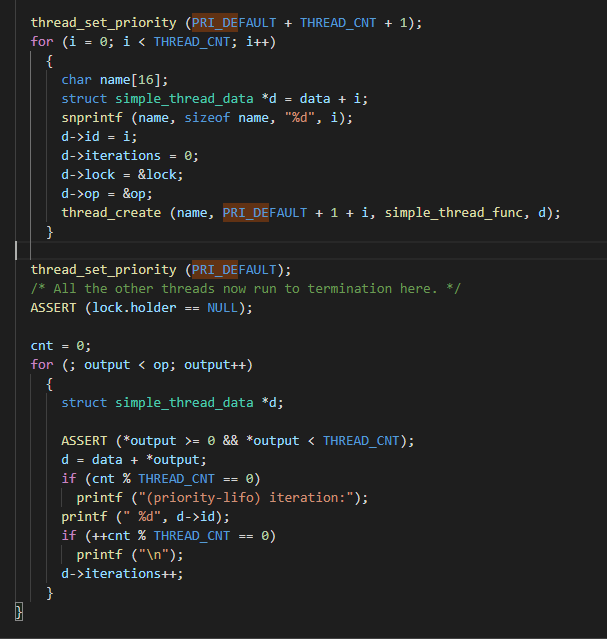 thread_set_priority (PRI_DEFAULT + THREAD_CNT + 1);
for (i = 0; i < THREAD_CNT; i++)
  {
    char name[16];
    struct simple_thread_data *d = data + i;
    snprintf (name, sizeof name, "%d", i);
    d->id = i;
    d->iterations = 0;
    d->lock = &lock;
    d->op = &op;
    thread_create (name, PRI_DEFAULT + 1 + i, simple_thread_func, d);
  }
thread_set_priority (PRI_DEFAULT);
/* All the other threads now run to termination here. */
ASSERT (lock.holder == NULL);
cnt = 0;
for (; output < op; output++)
  {
    struct simple_thread_data *d;
    ASSERT (*output >= 0 && *output < THREAD_CNT);
    d = data + *output;
    if (cnt % THREAD_CNT == 0)
      printf ("(priority-lifo) iteration:");
    printf (" %d", d->id);
    if (++cnt % THREAD_CNT == 0)
      printf ("\n");
    d->iterations++;
  }
}